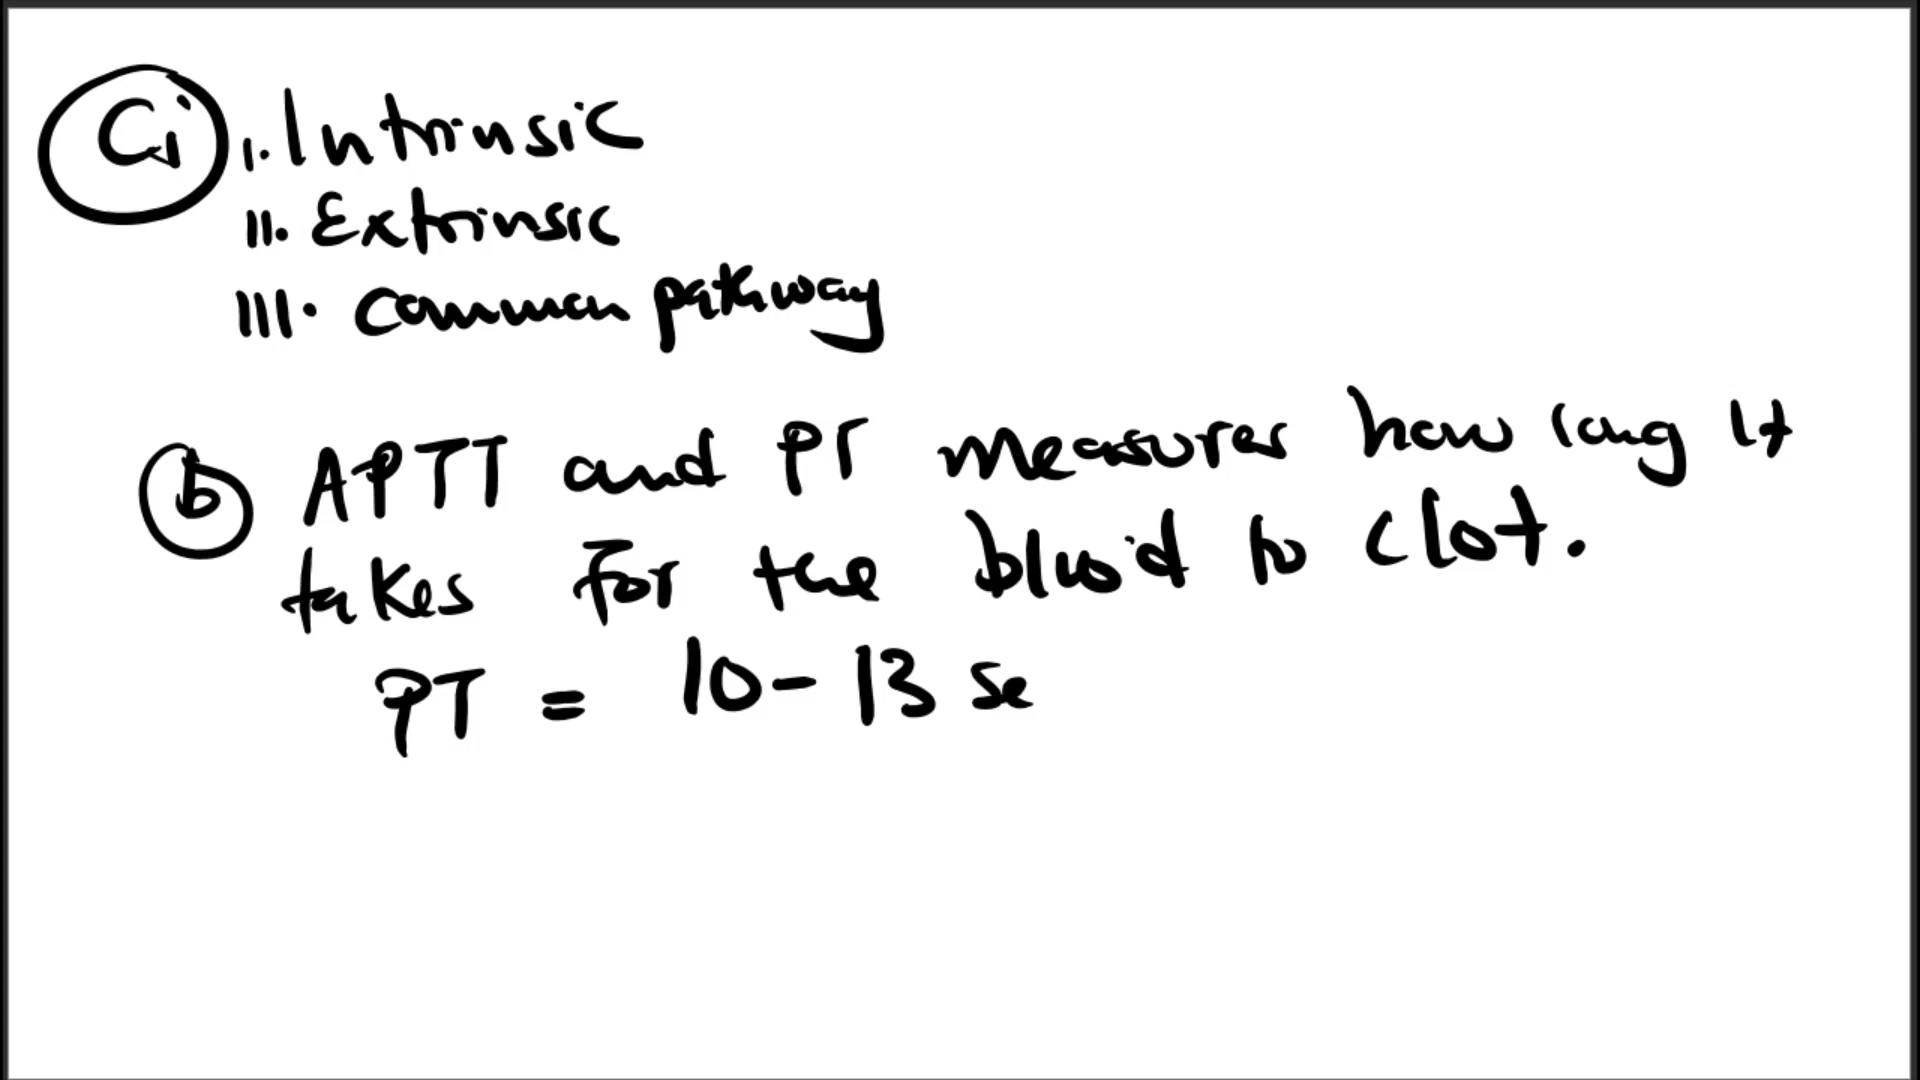 Ci I. Intrinsic
II. Extrinsic
III. Common pathway
b APTT and PT measures how long it
takes for the blood to clot.
PT = 10-13 se